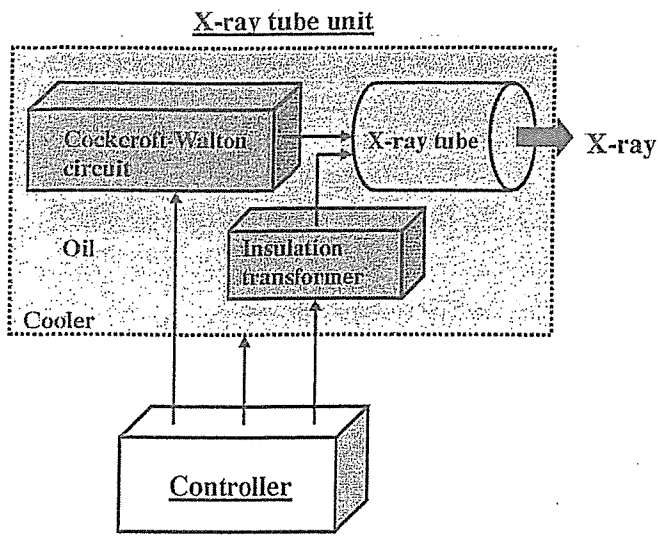 X-ray tube unit
Cockcroft-Walton
circuit
X-ray tube
X-ray
Oil
Insulation
transformer
Cooler
Controller